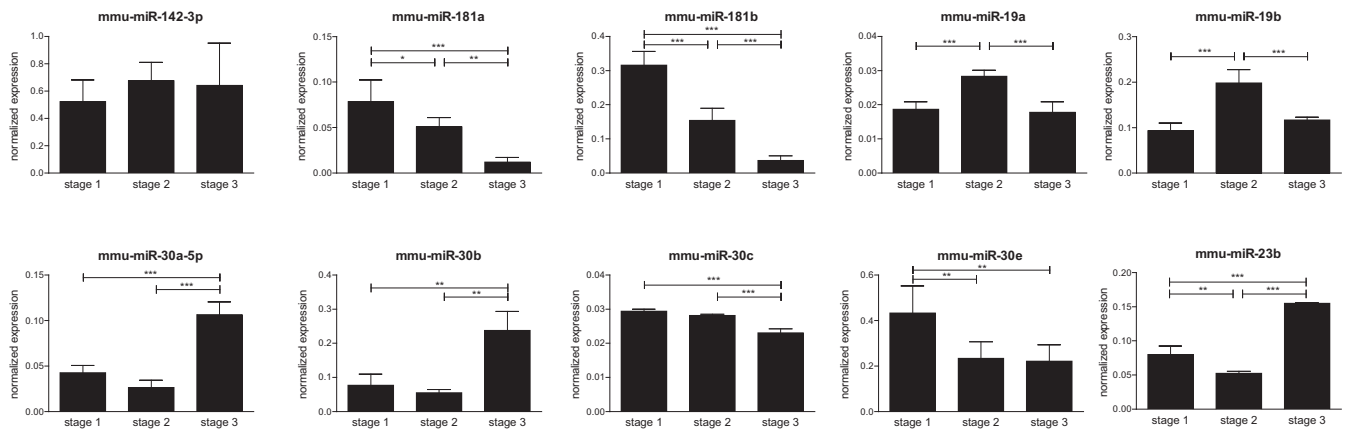 mmu-miR-142-3p
normalized expression
1.0
0.8
0.6
0.4
0.2
0.0
stage 1 stage 2 stage 3
mmu-miR-181a
normalized expression
0.15
0.10
0.05
0.00
***
* **
stage 1 stage 2 stage 3
mmu-miR-181b
normalized expression
0.4
0.3
0.2
0.1
0.0
***
*** ***
stage 1 stage 2 stage 3
mmu-miR-19a
normalized expression
0.04
0.03
0.02
0.01
0.00
*** ***
stage 1 stage 2 stage 3
mmu-miR-19b
normalized expression
0.3
0.2
0.1
0.0
*** ***
stage 1 stage 2 stage 3
mmu-miR-30a-5p
normalized expression
0.15
0.10
0.05
0.00
***
***
stage 1 stage 2 stage 3
mmu-miR-30b
normalized expression
0.4
0.3
0.2
0.1
0.0
**
**
stage 1 stage 2 stage 3
mmu-miR-30c
normalized expression
0.04
0.03
0.02
0.01
0.00
***
***
stage 1 stage 2 stage 3
mmu-miR-30e
normalized expression
0.6
0.4
0.2
0.0
**
**
stage 1 stage 2 stage 3
mmu-miR-23b
normalized expression
0.20
0.15
0.10
0.05
0.00
***
** ***
stage 1 stage 2 stage 3